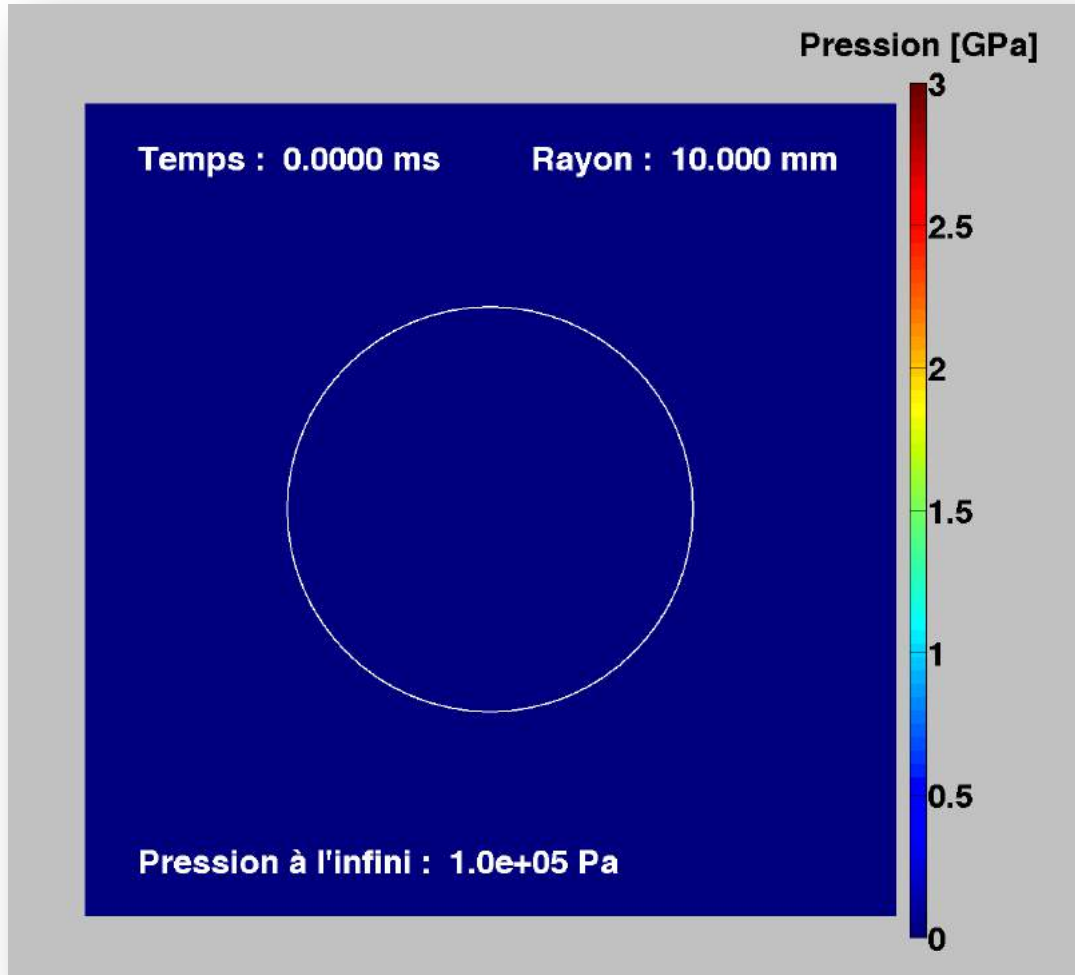 Pression [GPa]
3
Temps : 0.0000 ms Rayon : 10.000 mm
2.5
2
1.5
1
0.5
Pression à l'infini : 1.0e+05 Pa
0